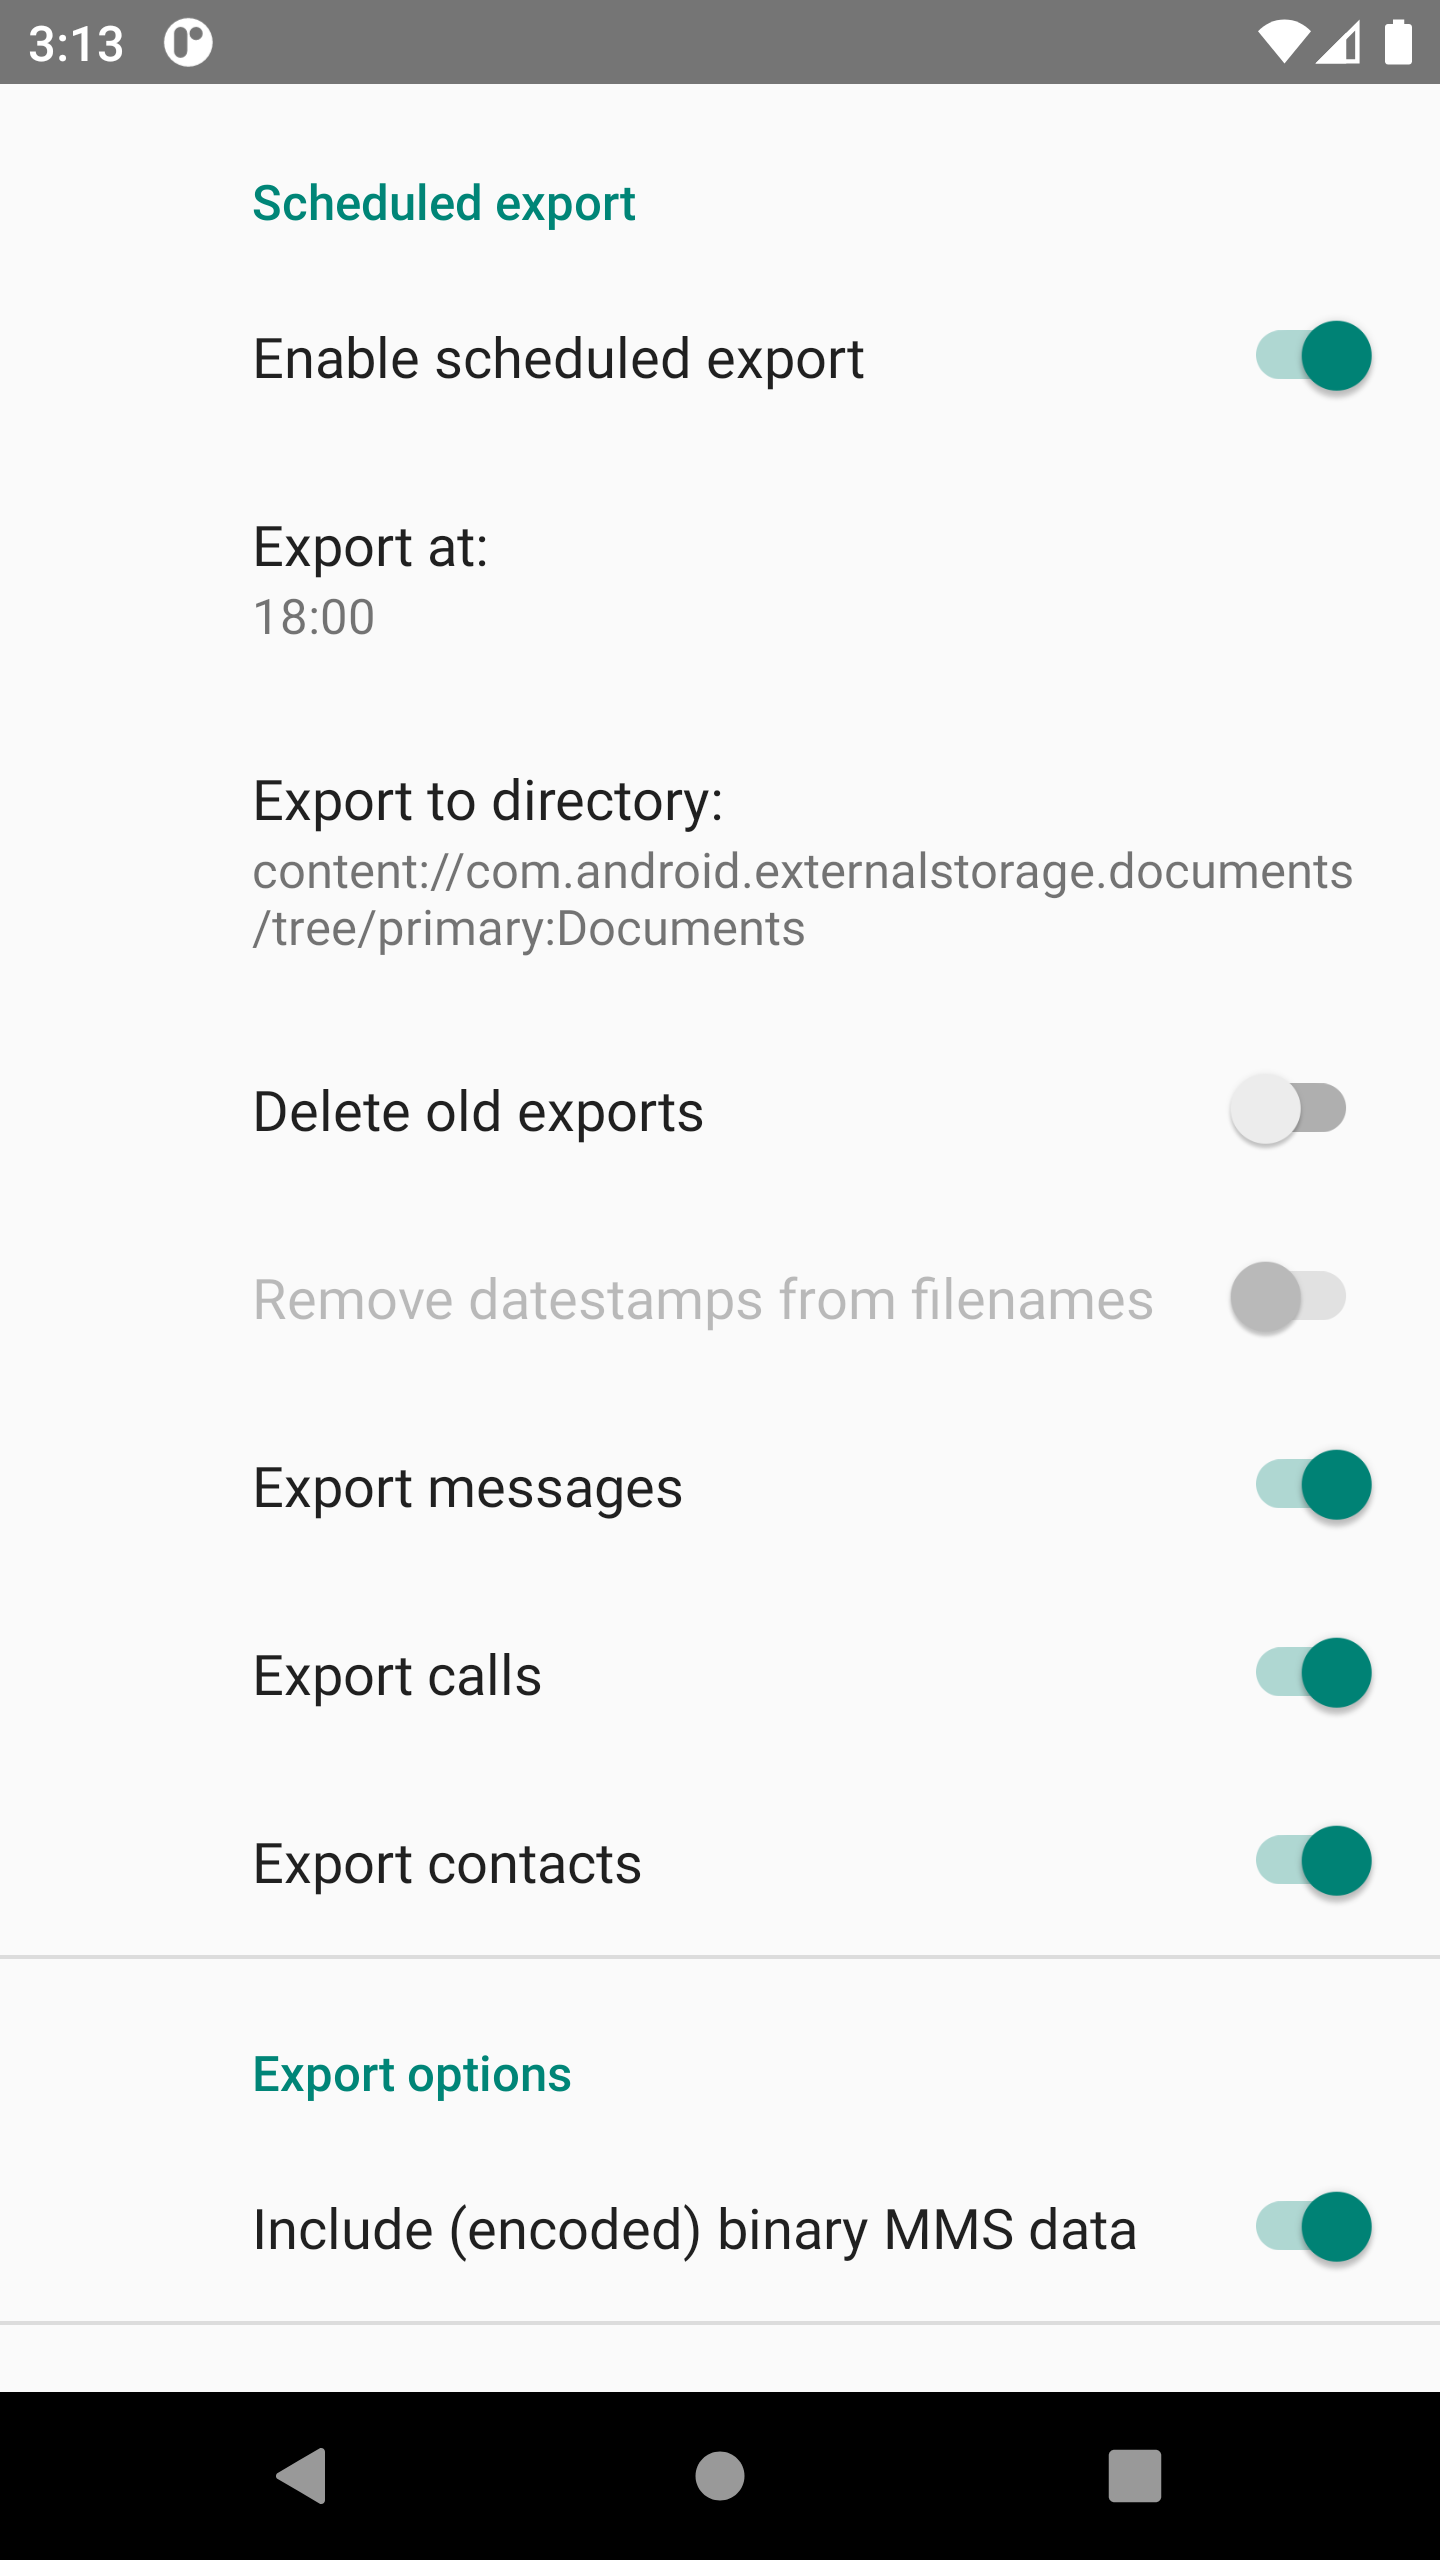 3:13
Scheduled export
Enable scheduled export
Export at:
18:00
Export to directory:
content://com.android.externalstorage.documents
/tree/primary:Documents
Delete old exports
Remove datestamps from filenames
Export messages
Export calls
Export contacts
Export options
Include (encoded) binary MMS data